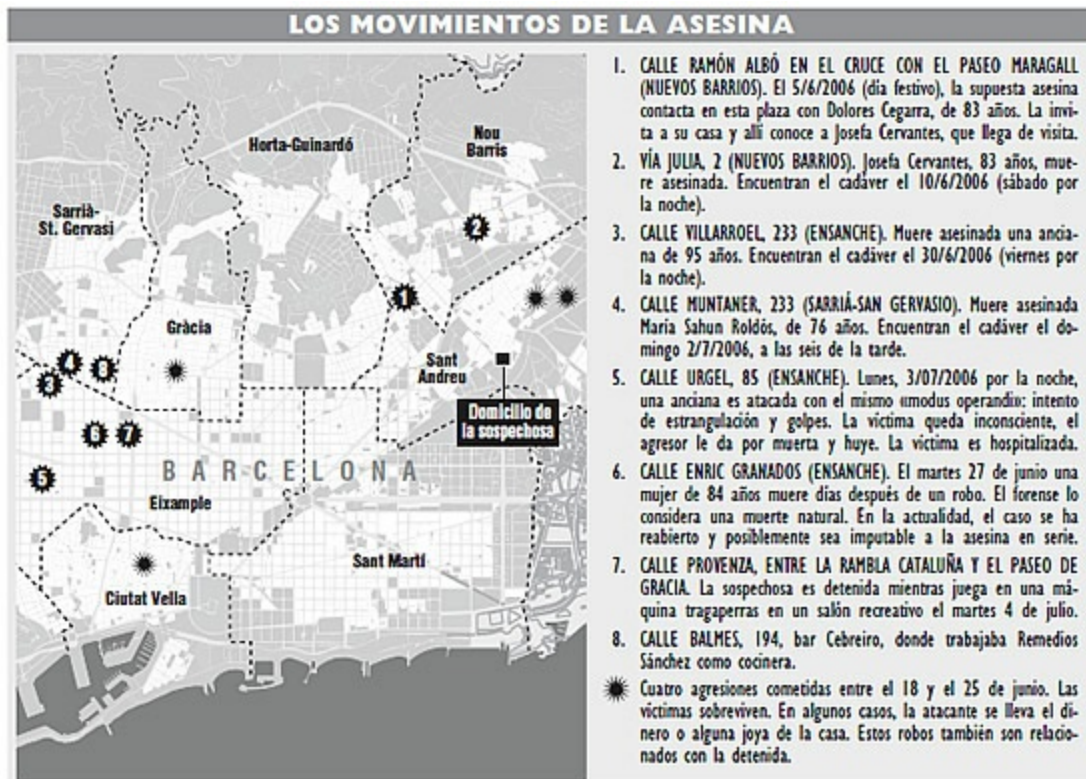 LOS MOVIMIENTOS DE LA ASESINA
Horta-Guinardó
Nou
Barris
Sarrià-
St. Gervasi
2
1
Gràcia
Sant
Andreu
4
8
3
Domicilio de
la sospechosa
6
7
5
BARCELONA
Eixample
Sant Martí
Ciutat Vella
1. CALLE RAMÓN ALBÓ EN EL CRUCE CON EL PASEO MARAGALL
(NUEVOS BARRIOS). El 5/6/2006 (día festivo), la supuesta asesina
contacta en esta plaza con Dolores Cegarra, de 83 años. La invi-
ta a su casa y allí conoce a Josefa Cervantes, que llega de visita.
2. VÍA JULIA, 2 (NUEVOS BARRIOS). Josefa Cervantes, 83 años, mue-
re asesinada. Encuentran el cadáver el 10/6/2006 (sábado por
la noche).
3. CALLE VILLARROEL, 233 (ENSANCHE). Muere asesinada una ancia-
na de 95 años. Encuentran el cadáver el 30/6/2006 (viernes por
la noche).
4. CALLE MUNTANER, 233 (SARRIÁ-SAN GERVASIO). Muere asesinada
María Sahun Roldós, de 76 años. Encuentran el cadáver el do-
mingo 2/7/2006, a las seis de la tarde.
5. CALLE URGEL, 85 (ENSANCHE). Lunes, 3/07/2006 por la noche,
una anciana es atacada con el mismo «modus operandi»: intento
de estrangulación y golpes. La víctima queda inconsciente, el
agresor le da por muerta y huye. La víctima es hospitalizada.
6. CALLE ENRIC GRANADOS (ENSANCHE). El martes 27 de junio una
mujer de 84 años muere días después de un robo. El forense lo
considera una muerte natural. En la actualidad, el caso se ha
reabierto y posiblemente sea imputable a la asesina en serie.
7. CALLE PROVENZA, ENTRE LA RAMBLA CATALUÑA Y EL PASEO DE
GRACIA. La sospechosa es detenida mientras juega en una má-
quina tragaperras en un salón recreativo el martes 4 de julio.
8. CALLE BALMES, 194, bar Cebreiro, donde trabajaba Remedios
Sánchez como cocinera.
Cuatro agresiones cometidas entre el 18 y el 25 de junio. Las
víctimas sobreviven. En algunos casos, la atacante se lleva el di-
nero o alguna joya de la casa. Estos robos también son relacio-
nados con la detenida.